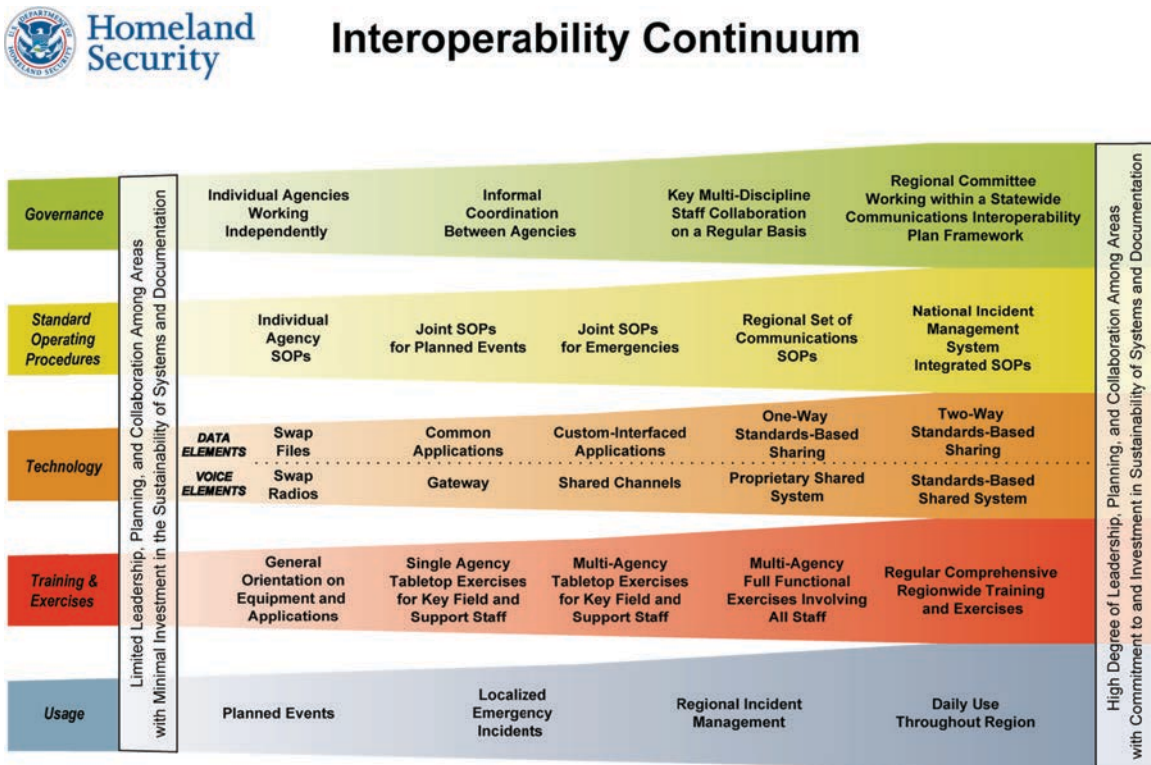 U.S. DEPARTMENT OF
HOMELAND SECURITY
Homeland
Security
Interoperability Continuum
Limited Leadership, Planning, and Collaboration Among Areas
with Minimal Investment in the Sustainability of Systems and Documentation
Governance
Individual Agencies
Working
Independently
Informal
Coordination
Between Agencies
Key Multi-Discipline
Staff Collaboration
on a Regular Basis
Regional Committee
Working within a Statewide
Communications Interoperability
Plan Framework
Standard
Operating
Procedures
Individual
Agency
SOPs
Joint SOPs
for Planned Events
Joint SOPs
for Emergencies
Regional Set of
Communications
SOPs
National Incident
Management
System
Integrated SOPs
Technology
DATA
ELEMENTS
Swap
Files
Common
Applications
Custom-Interfaced
Applications
One-Way
Standards-Based
Sharing
Two-Way
Standards-Based
Sharing
VOICE
ELEMENTS
Swap
Radios
Gateway
Shared Channels
Proprietary Shared
System
Standards-Based
Shared System
Training &
Exercises
General
Orientation on
Equipment and
Applications
Single Agency
Tabletop Exercises
for Key Field and
Support Staff
Multi-Agency
Tabletop Exercises
for Key Field and
Support Staff
Multi-Agency
Full Functional
Exercises Involving
All Staff
Regular Comprehensive
Regionwide Training
and Exercises
Usage
Planned Events
Localized
Emergency
Incidents
Regional Incident
Management
Daily Use
Throughout Region
High Degree of Leadership, Planning, and Collaboration Among Areas
with Commitment to and Investment in Sustainability of Systems and Documentation